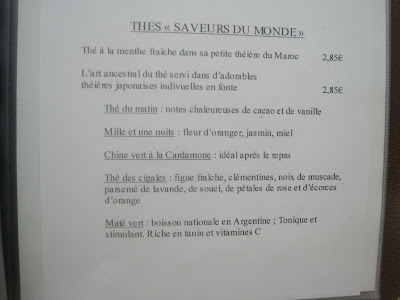 THES « SAVEURS DU MONDE »
Thé à la menthe fraîche dans sa petite théière du Maroc 2,85€
L'art ancestral du thé servi dans d'adorables
théières japonaises indivuelles en fonte 2,85€
Thé du matin : notes chaleureuses de cacao et de vanille
Mille et une nuits : fleur d'oranger, jasmin, miel
Chine vert à la Cardamone : idéal après le repas
Thé des cigales : figue fraîche, clémentines, noix de muscade,
parsemé de lavande, de souci, de pétales de rose et d'écorces
d'orange
Maté vert : boisson nationale en Argentine ; Tonique et
stimulant. Riche en tanin et vitamines C